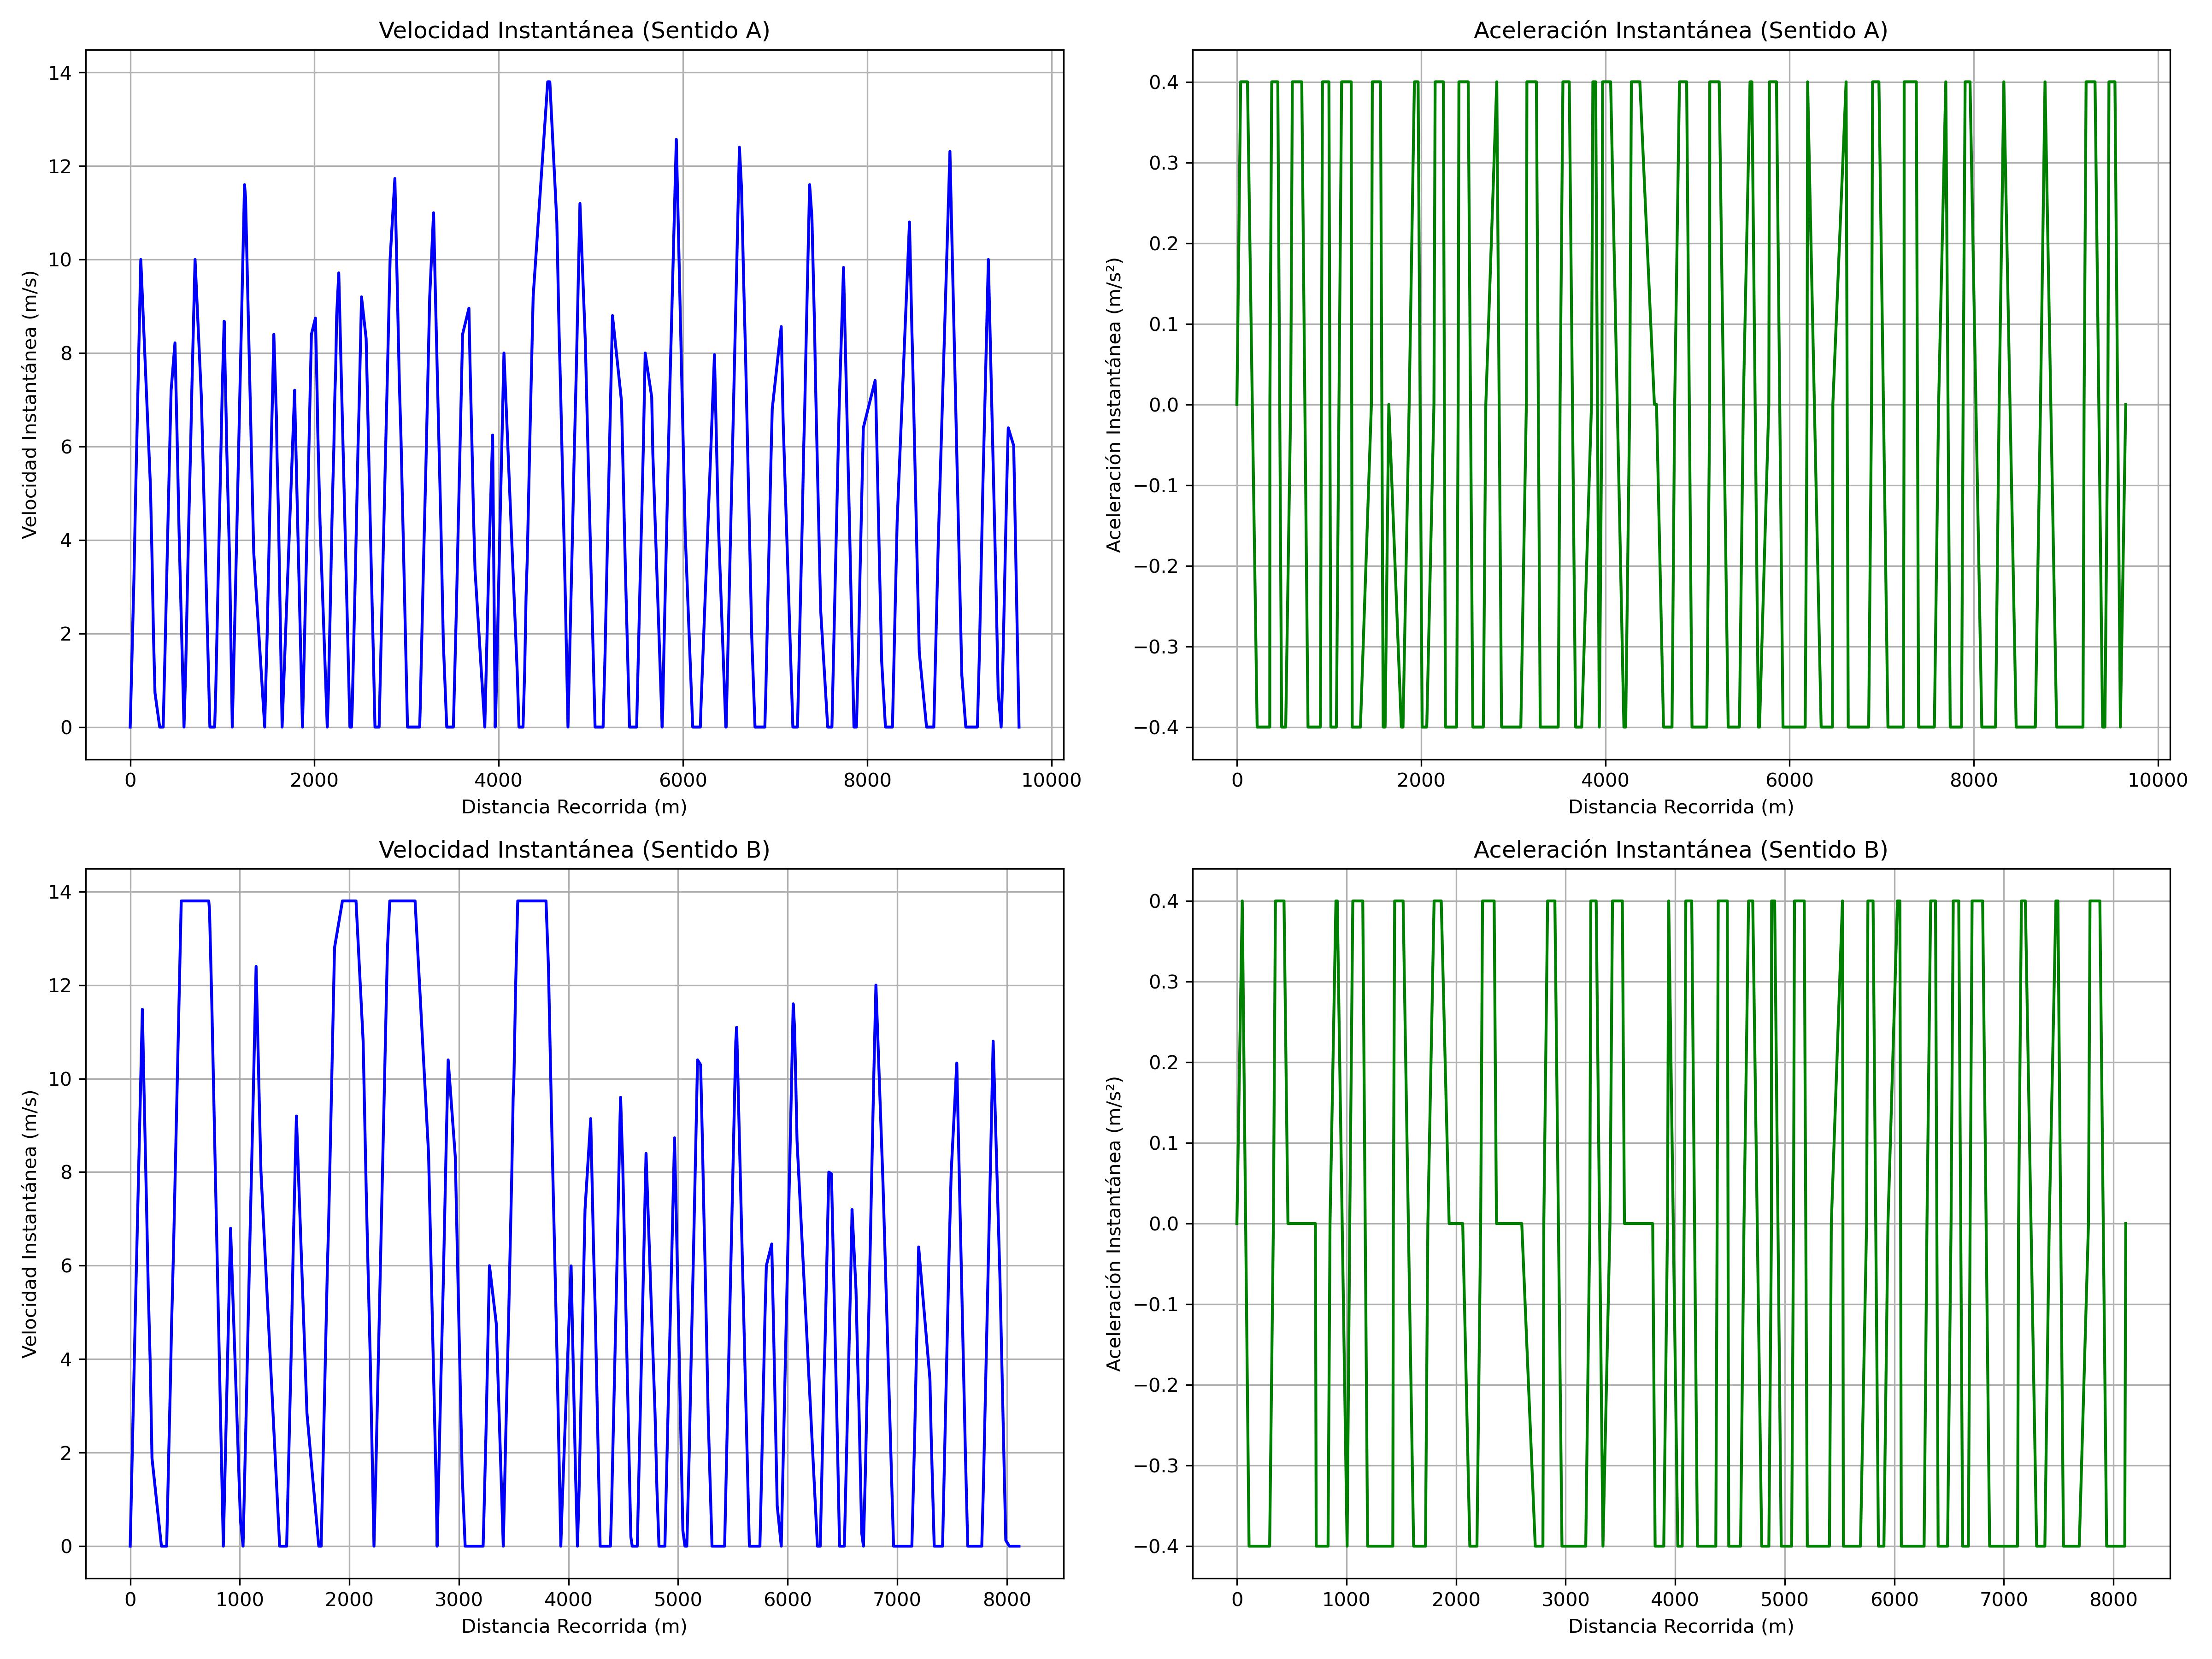 Velocidad Instantánea (Sentido A)
Velocidad Instantánea (m/s)
14
12
10
8
6
4
2
0
0 2000 4000 6000 8000 10000
Distancia Recorrida (m)
Aceleración Instantánea (Sentido A)
Aceleración Instantánea (m/s²)
0.4
0.3
0.2
0.1
0.0
−0.1
−0.2
−0.3
−0.4
0 2000 4000 6000 8000 10000
Distancia Recorrida (m)
Velocidad Instantánea (Sentido B)
Velocidad Instantánea (m/s)
14
12
10
8
6
4
2
0
0 1000 2000 3000 4000 5000 6000 7000 8000
Distancia Recorrida (m)
Aceleración Instantánea (Sentido B)
Aceleración Instantánea (m/s²)
0.4
0.3
0.2
0.1
0.0
−0.1
−0.2
−0.3
−0.4
0 1000 2000 3000 4000 5000 6000 7000 8000
Distancia Recorrida (m)